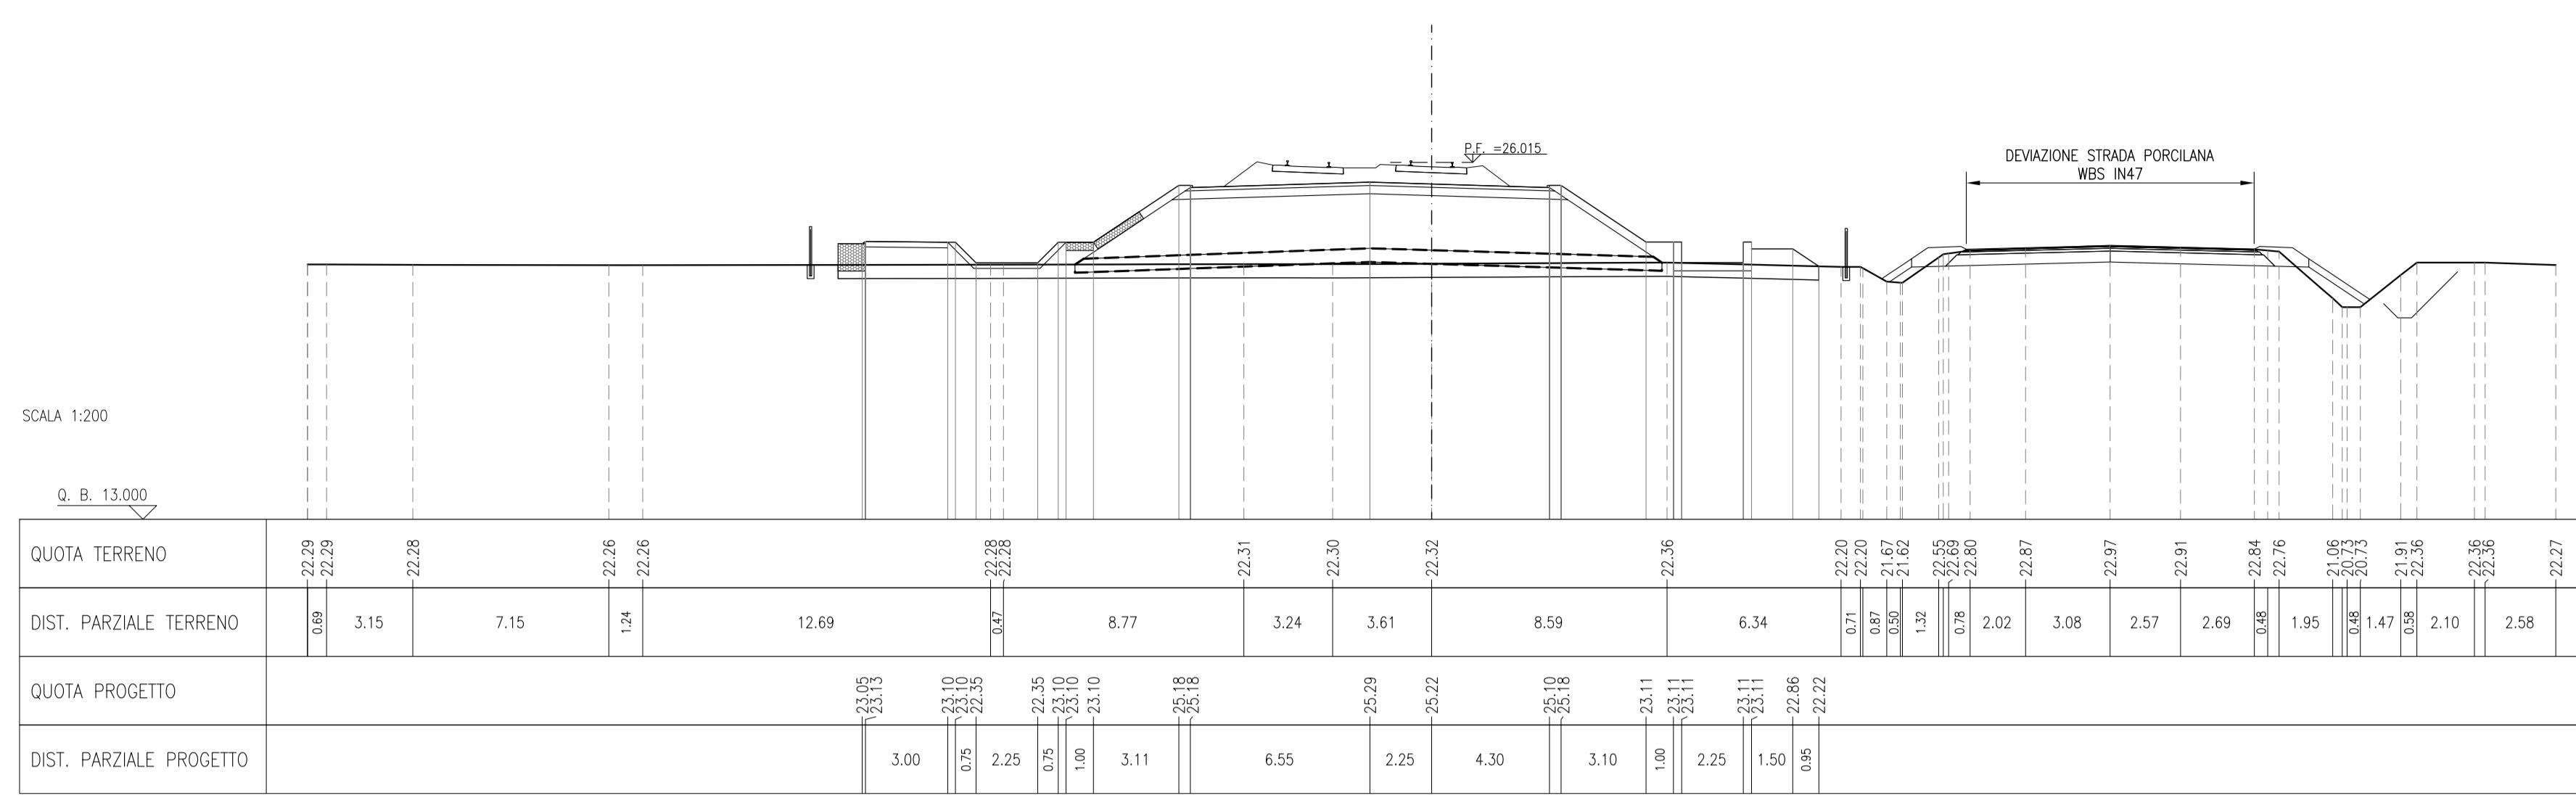 P.F. =26.015
DEVIAZIONE STRADA PORCILANA
WBS IN47
SCALA 1:200
Q. B. 13.000
QUOTA TERRENO 22.29 22.29 22.28 22.26 22.26 22.28 22.28 22.31 22.30 22.32 22.36 22.20 22.20 21.67 21.62 22.55 22.69 22.80 22.87 22.97 22.91 22.84 22.76 21.06 20.73 20.73 21.91 22.36 22.36 22.36 22.27
DIST. PARZIALE TERRENO 0.69 3.15 7.15 1.24 12.69 0.47 8.77 3.24 3.61 8.59 6.34 0.71 0.87 0.50 1.32 0.78 2.02 3.08 2.57 2.69 0.48 1.95 0.48 1.47 0.58 2.10 2.58
QUOTA PROGETTO 23.05 23.13 23.10 23.10 22.35 22.35 23.10 23.10 23.10 25.18 25.18 25.29 25.22 25.10 25.18 23.11 23.11 23.11 23.11 23.11 22.86 22.22
DIST. PARZIALE PROGETTO 3.00 0.75 2.25 0.75 1.00 3.11 6.55 2.25 4.30 3.10 1.00 2.25 1.50 0.95